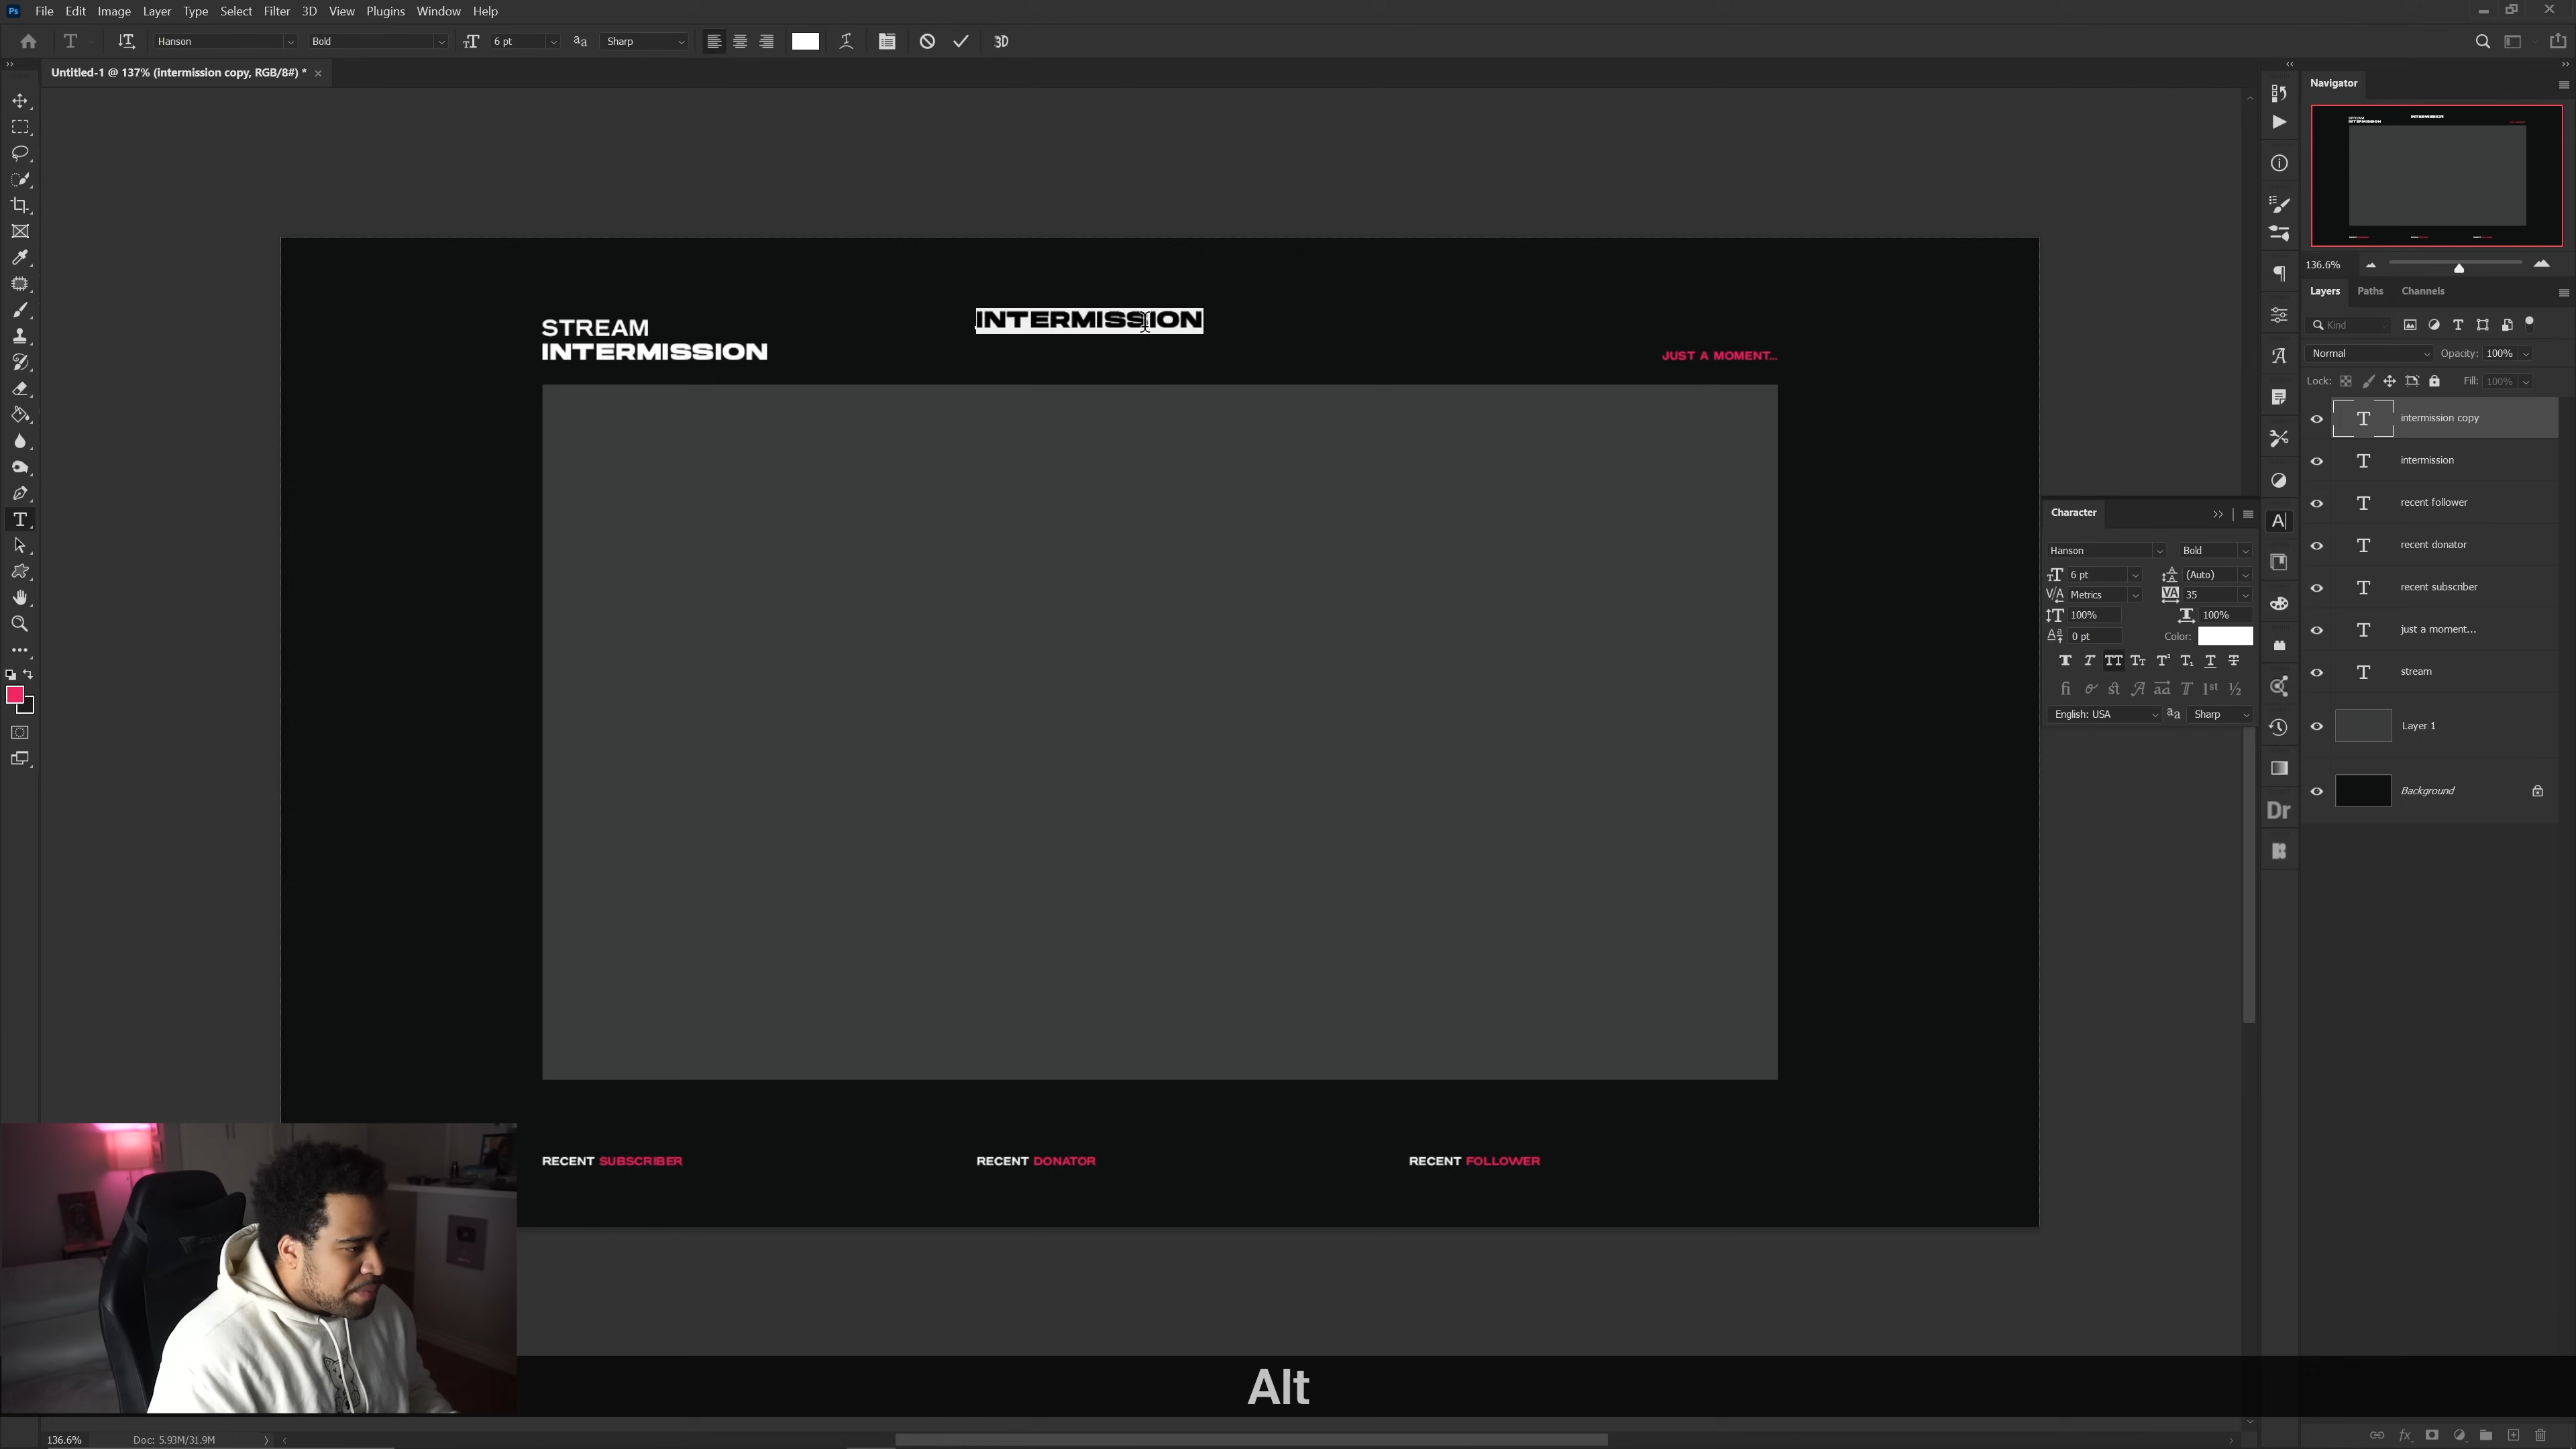 Ps File Edit Image Layer Type Select Filter 3D View Plugins Window Help
Hanson Bold 6 pt Sharp 3D
Untitled-1 @ 137% (intermission copy, RGB/8#) *
Navigator
136.6%
Layers Paths Channels
Kind
Normal Opacity: 100%
Lock: Fill: 100%
intermission copy
intermission
recent follower
recent donator
recent subscriber
just a moment...
stream
Layer 1
Background
STREAM
INTERMISSION
INTERMISSION
JUST A MOMENT...
Character
Hanson Bold
6 pt (Auto)
Metrics 35
100% 100%
0 pt Color:
English: USA Sharp
Dr
RECENT SUBSCRIBER RECENT DONATOR RECENT FOLLOWER
Alt
136.6% Doc: 5.93M/31.9M